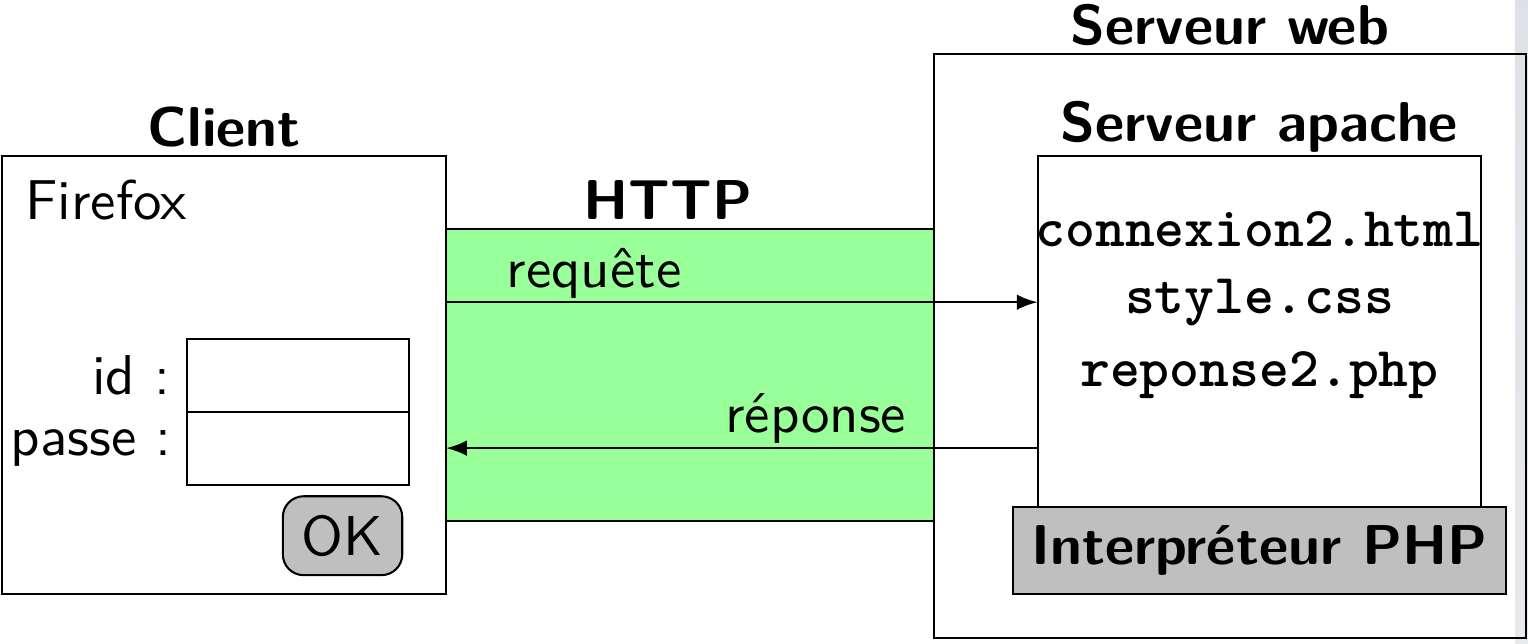 Serveur web
Client
Serveur apache
Firefox
HTTP
connexion2.html
requête
style.css
id :
reponse2.php
passe :
réponse
OK
Interpréteur PHP